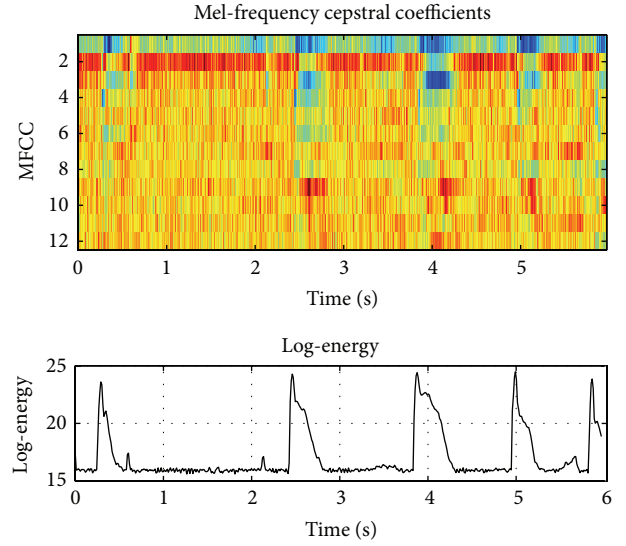 Mel-frequency cepstral coefficients
2
4
6
8
10
12
MFCC
0 1 2 3 4 5
Time (s)
Log-energy
25
20
15
Log-energy
0 1 2 3 4 5 6
Time (s)